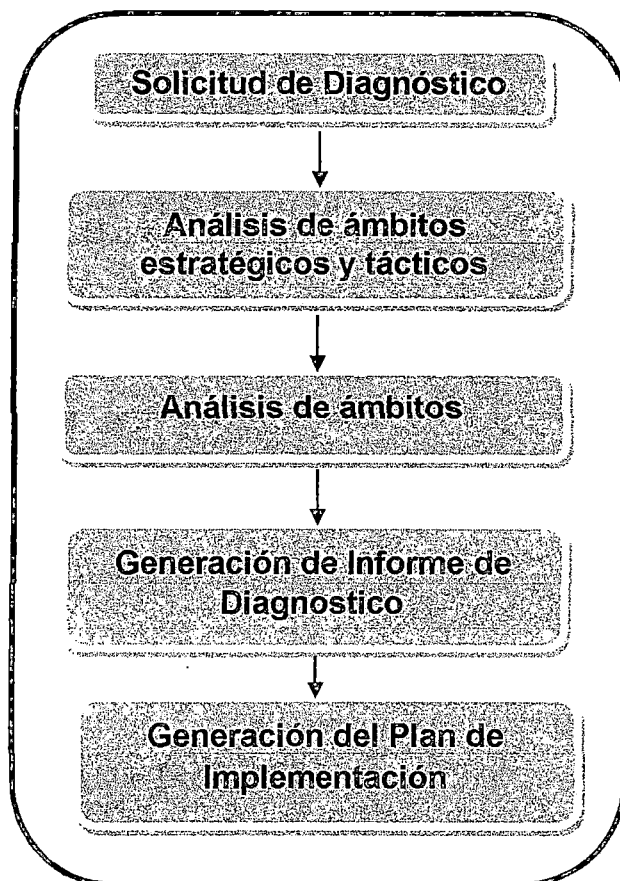 Solicitud de Diagnóstico
Análisis de ámbitos
estratégicos y tácticos
Análisis de ámbitos
Generación de Informe de
Diagnostico
Generación del Plan de
Implementación